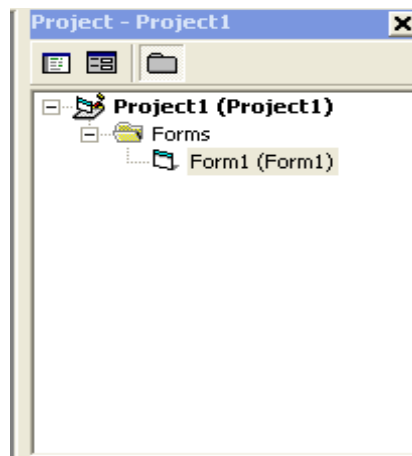 Project - Project1
Project1 (Project1)
Forms
Form1 (Form1)